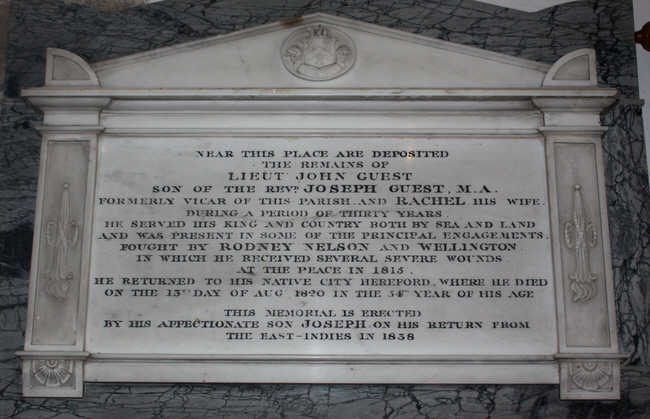 NEAR THIS PLACE ARE DEPOSITED
THE REMAINS OF
LIEUT JOHN GUEST
SON OF THE REVD JOSEPH GUEST, M.A.
FORMERLY VICAR OF THIS PARISH, AND RACHEL HIS WIFE.
DURING A PERIOD OF THIRTY YEARS,
HE SERVED HIS KING AND COUNTRY BOTH BY SEA AND LAND
AND WAS PRESENT IN SOME OF THE PRINCIPAL ENGAGEMENTS,
FOUGHT BY RODNEY NELSON AND WELLINGTON
IN WHICH HE RECEIVED SEVERAL SEVERE WOUNDS
AT THE PEACE IN 1815,
HE RETURNED TO HIS NATIVE CITY HEREFORD, WHERE HE DIED
ON THE 13TH DAY OF AUGT 1820 IN THE 54TH YEAR OF HIS AGE
THIS MEMORIAL IS ERECTED
BY HIS AFFECTIONATE SON JOSEPH, ON HIS RETURN FROM
THE EAST-INDIES IN 1838